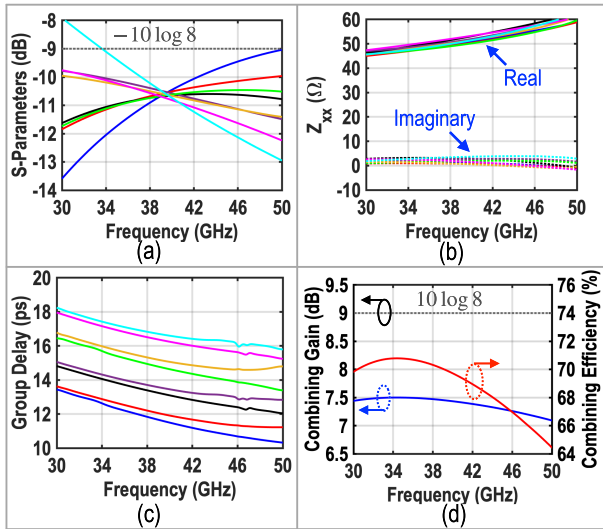 S-Parameters (dB)
-8
-9
-10
-11
-12
-13
-14
−10 log 8
30 34 38 42 46 50
Frequency (GHz)
(a)
Z_xx (Ω)
60
50
40
30
20
10
0
-10
Real
Imaginary
30 34 38 42 46 50
Frequency (GHz)
(b)
Group Delay (ps)
20
18
16
14
12
10
30 34 38 42 46 50
Frequency (GHz)
(c)
Combining Gain (dB)
9.5
9
8.5
8
7.5
7
6.5
10 log 8
76
74
72
70
68
66
64
Combining Efficiency (%)
30 34 38 42 46 50
Frequency (GHz)
(d)